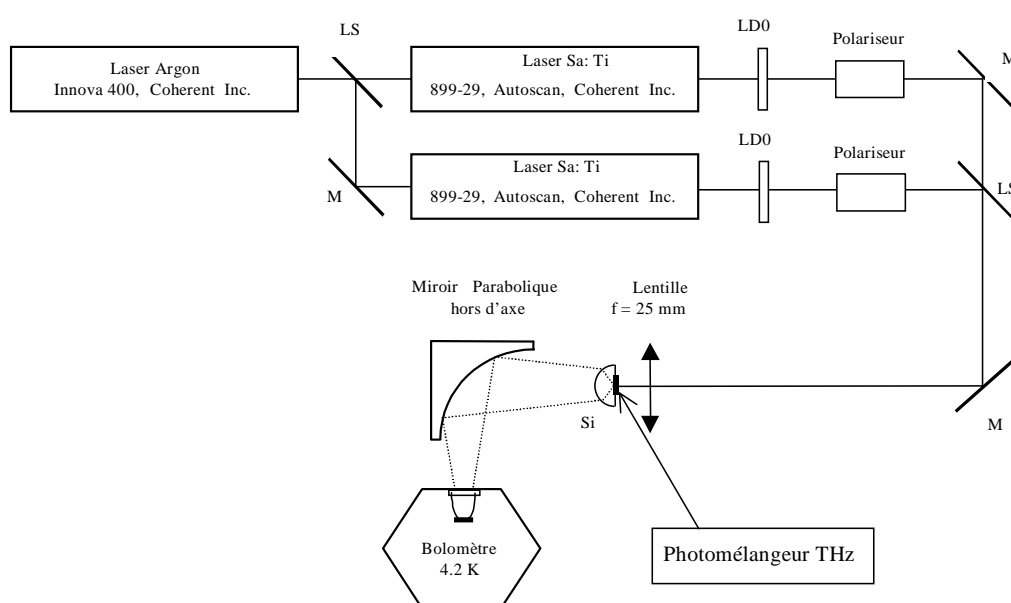 LS
Laser Argon
Innova 400, Coherent Inc.
Laser Sa: Ti
899-29, Autoscan, Coherent Inc.
LD0
Polariseur
M
M
Laser Sa: Ti
899-29, Autoscan, Coherent Inc.
LD0
Polariseur
LS
Miroir Parabolique
hors d'axe
Lentille
f = 25 mm
Si
M
Bolomètre
4.2 K
Photomélangeur THz